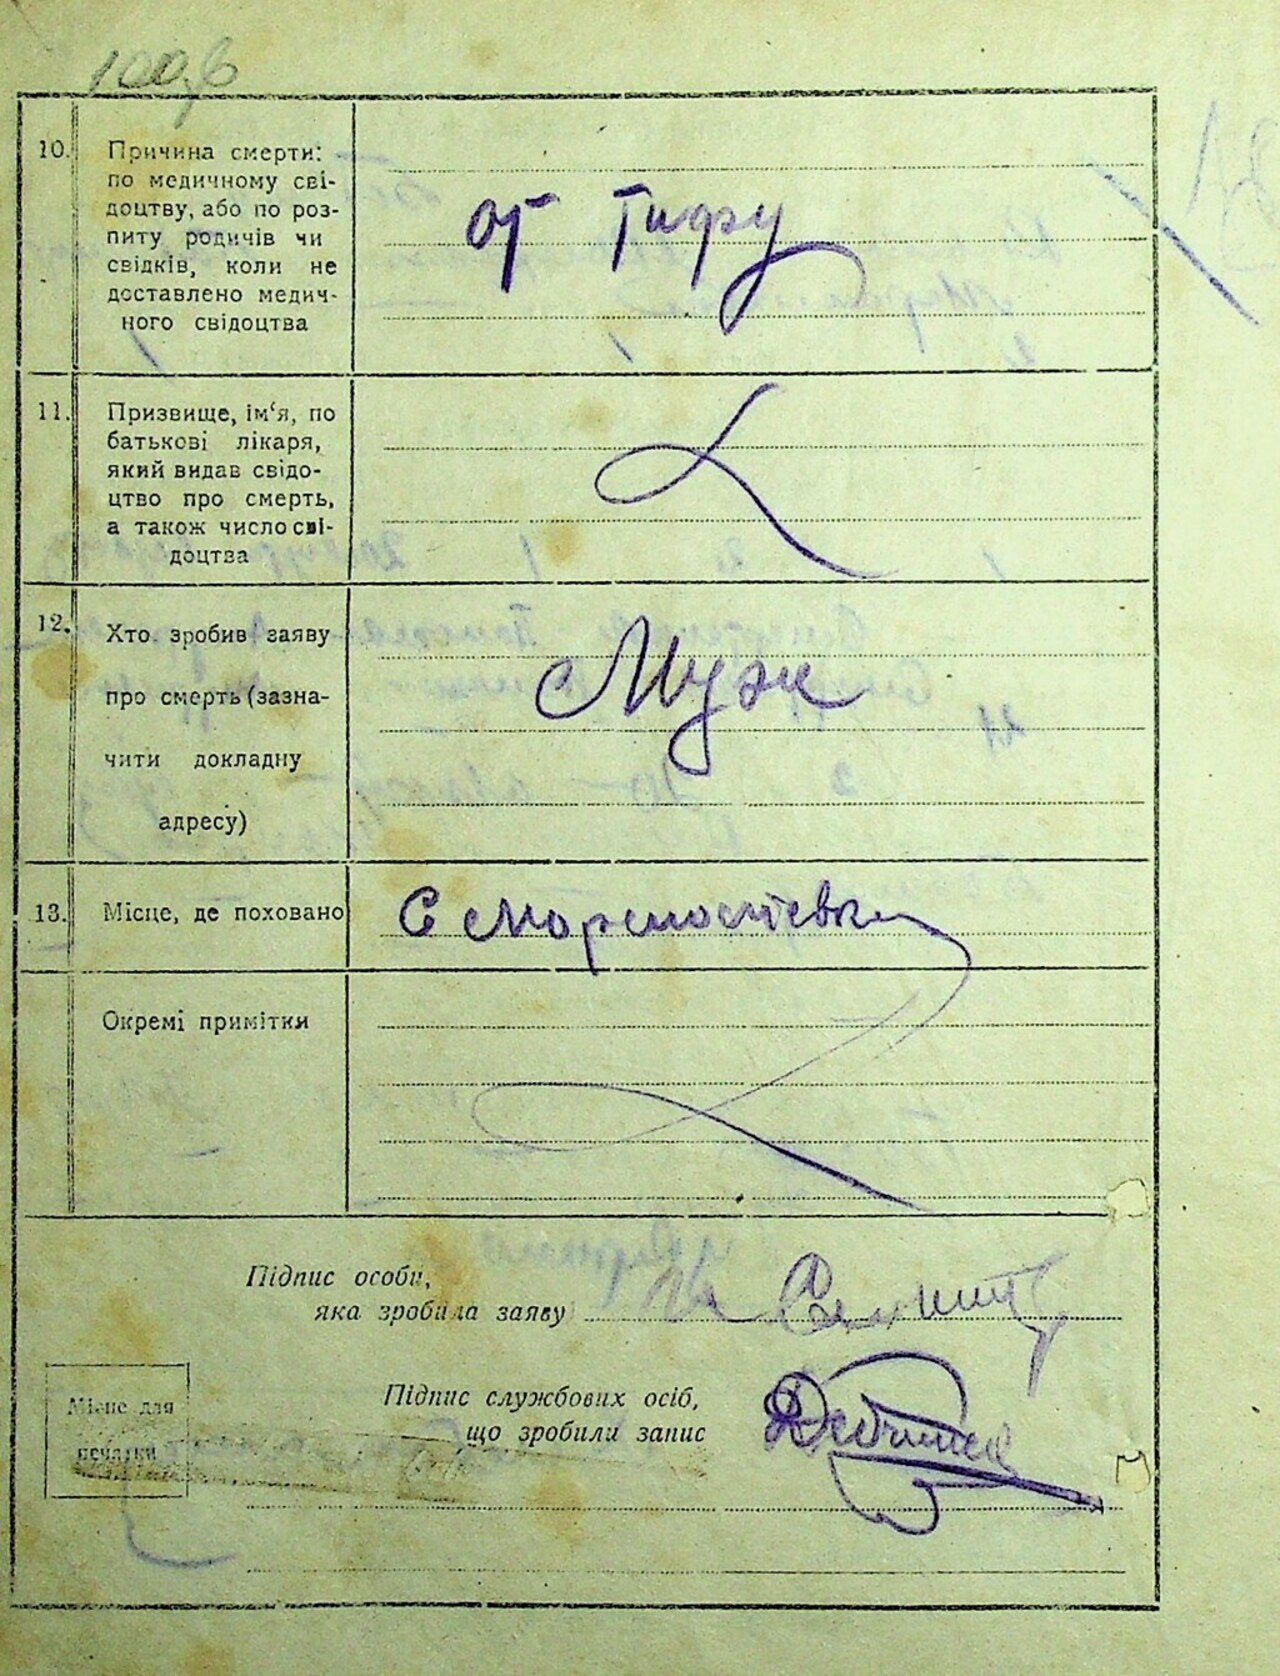 10. Причина смерти:
по медичному сві-
доцтву, або по роз-
питу родичів чи
свідків, коли не
доставлено медич-
ного свідоцтва
от Тифу
11. Призвище, ім‘я, по
батькові лікаря,
який видав свідо-
цтво про смерть,
а також число сві-
доцтва
12. Хто зробив заяву
про смерть (зазна-
чити докладну
адресу)
Муж
13. Місце, де поховано
С
Окремі примітки
Підпис особи,
яка зробила заяву
Підпис службових осіб,
що зробили запис
Місце для
печатки